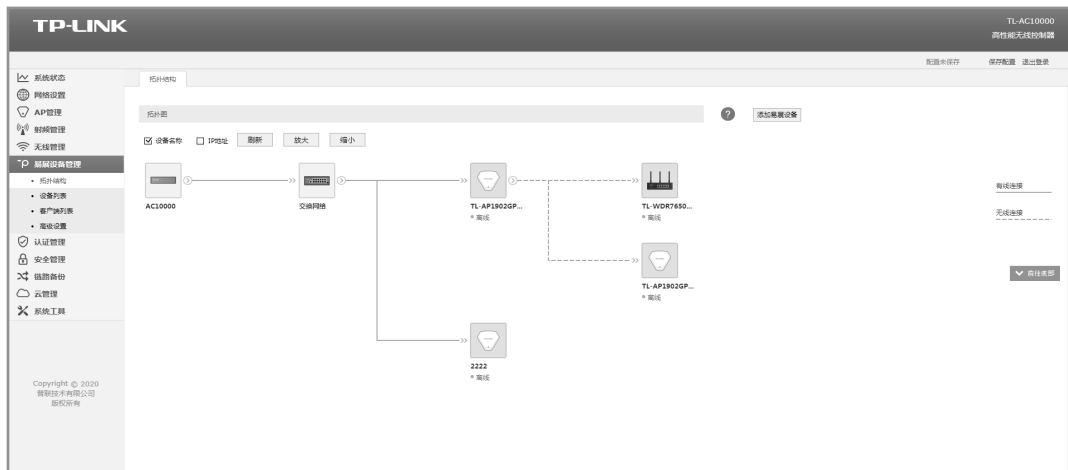 TP-LINK
TL-AC10000
高性能无线控制器
配置未保存 保存配置 退出登录
系统状态
网络设置
AP管理
射频管理
无线管理
易展设备管理
• 拓扑结构
• 设备列表
• 客户端列表
• 高级设置
认证管理
安全管理
链路备份
云管理
系统工具
Copyright © 2020
普联技术有限公司
版权所有
拓扑结构
拓扑图
? 添加易展设备
设备名称 IP地址 刷新 放大 缩小
AC10000
交换网络
TL-AP1902GP...
离线
TL-WDR7650...
离线
TL-AP1902GP...
离线
2222
离线
有线连接
无线连接
前往底部